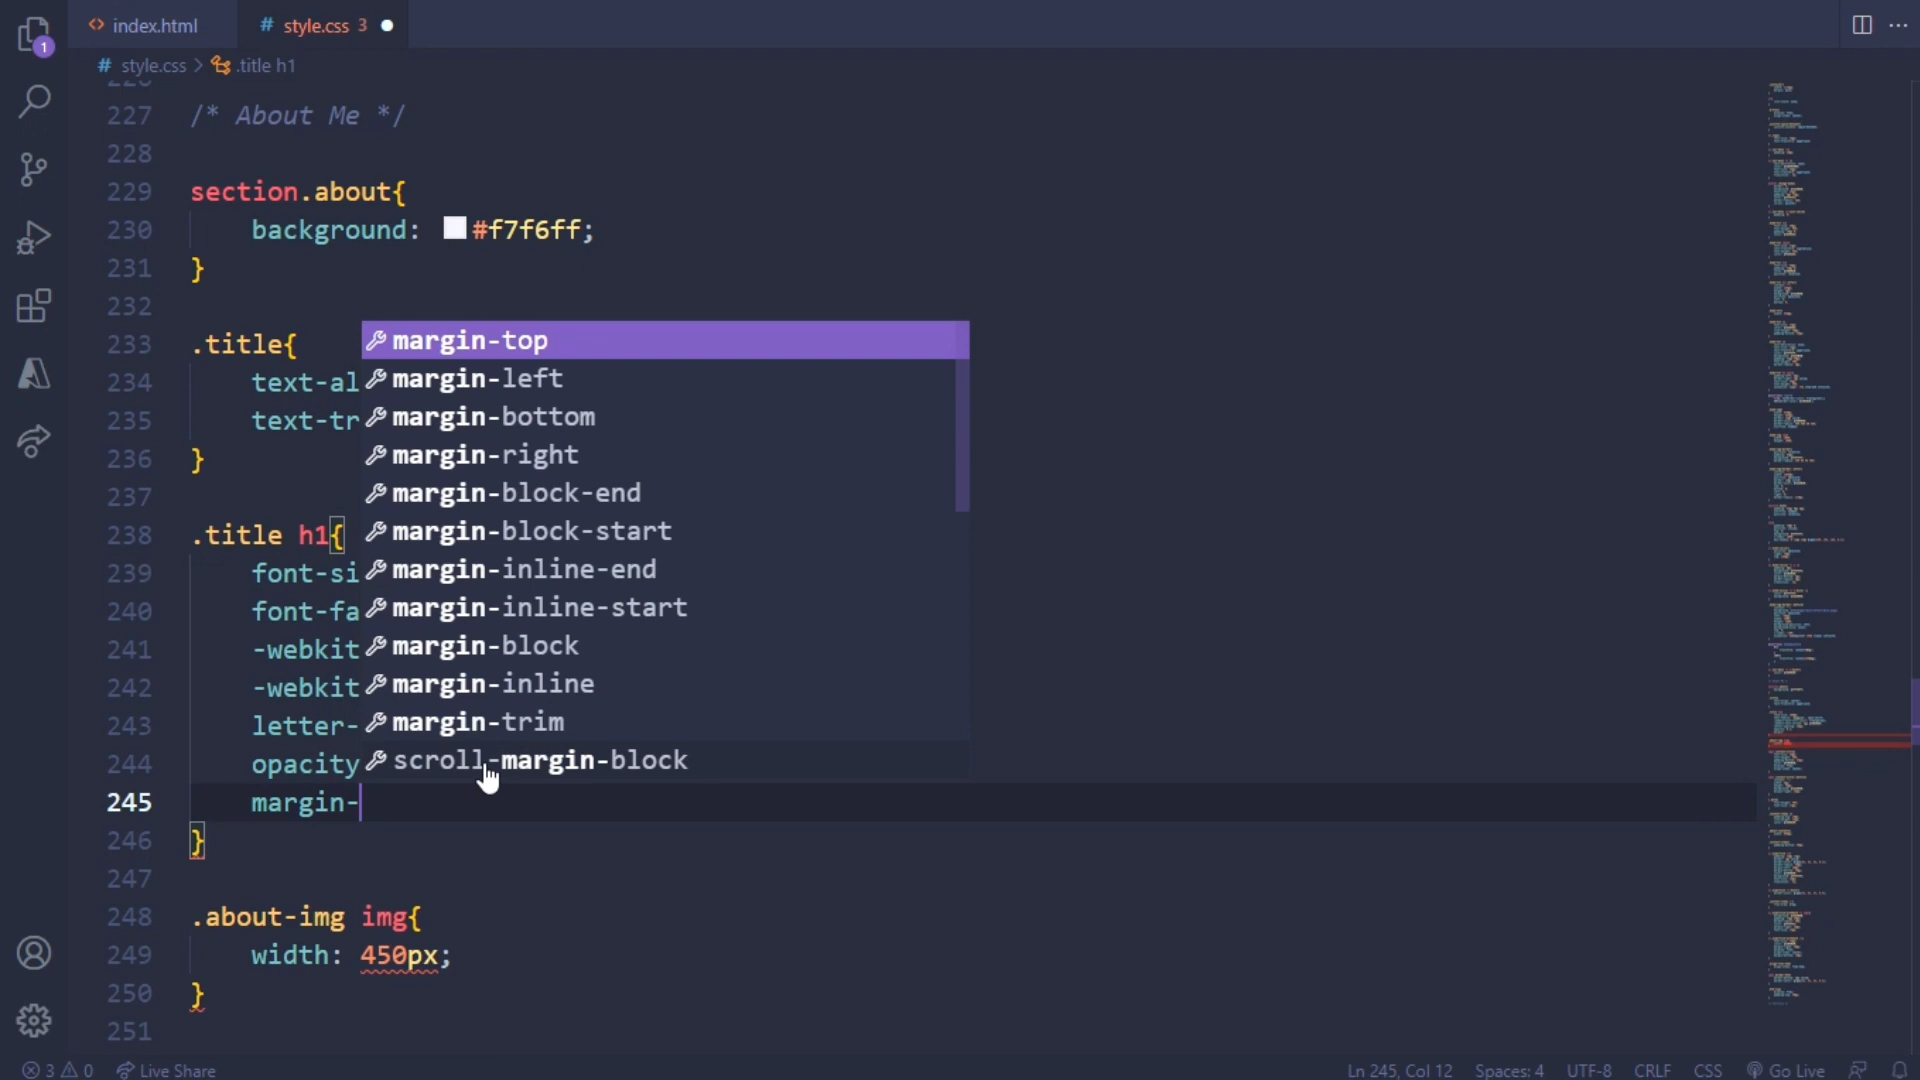 1
<> index.html
# style.css 3
# style.css > .title h1
226
227 /* About Me */
228
229 section.about{
230 background: #f7f6ff;
231 }
232
233 .title{
234 text-al
235 text-tr
236 }
237
238 .title h1{
239 font-si
240 font-fa
241 -webkit
242 -webkit
243 letter-
244 opacity
245 margin-
246 }
247
248 .about-img img{
249 width: 450px;
250 }
251
margin-top
margin-left
margin-bottom
margin-right
margin-block-end
margin-block-start
margin-inline-end
margin-inline-start
margin-block
margin-inline
margin-trim
scroll-margin-block
3 0 Live Share
Ln 245, Col 12 Spaces: 4 UTF-8 CRLF CSS Go Live